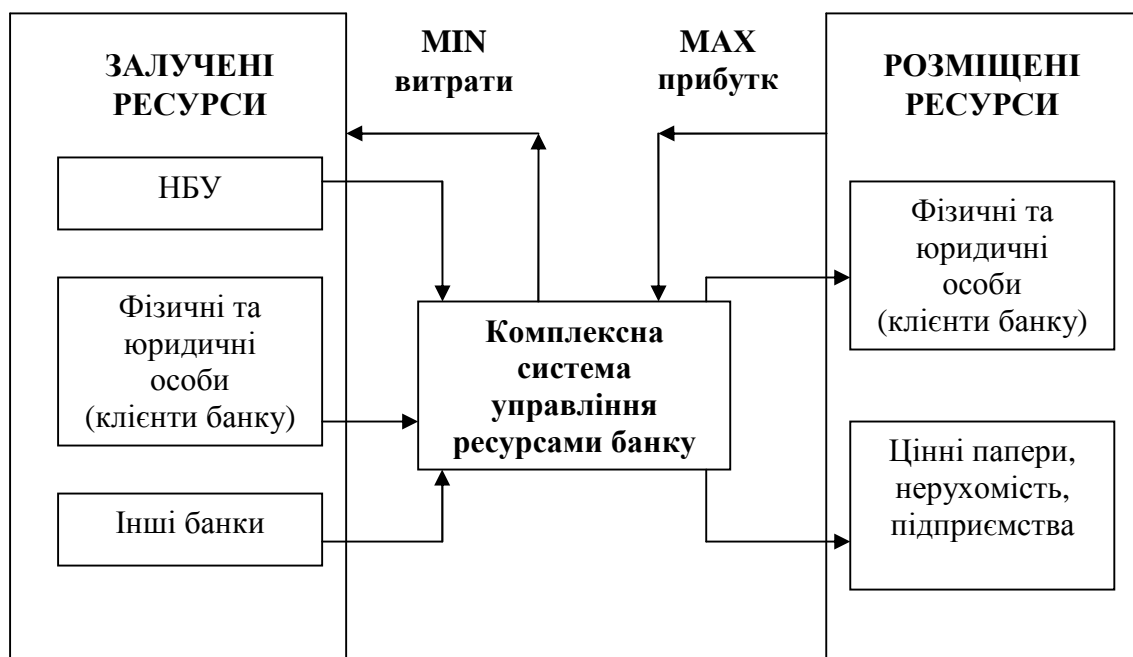 ЗАЛУЧЕНІ
РЕСУРСИ
НБУ
Фізичні та
юридичні
особи
(клієнти банку)
Інші банки
MIN
витрати
MAX
прибутк
Комплексна
система
управління
ресурсами банку
РОЗМІЩЕНІ
РЕСУРСИ
Фізичні та
юридичні
особи
(клієнти банку)
Цінні папери,
нерухомість,
підприємства